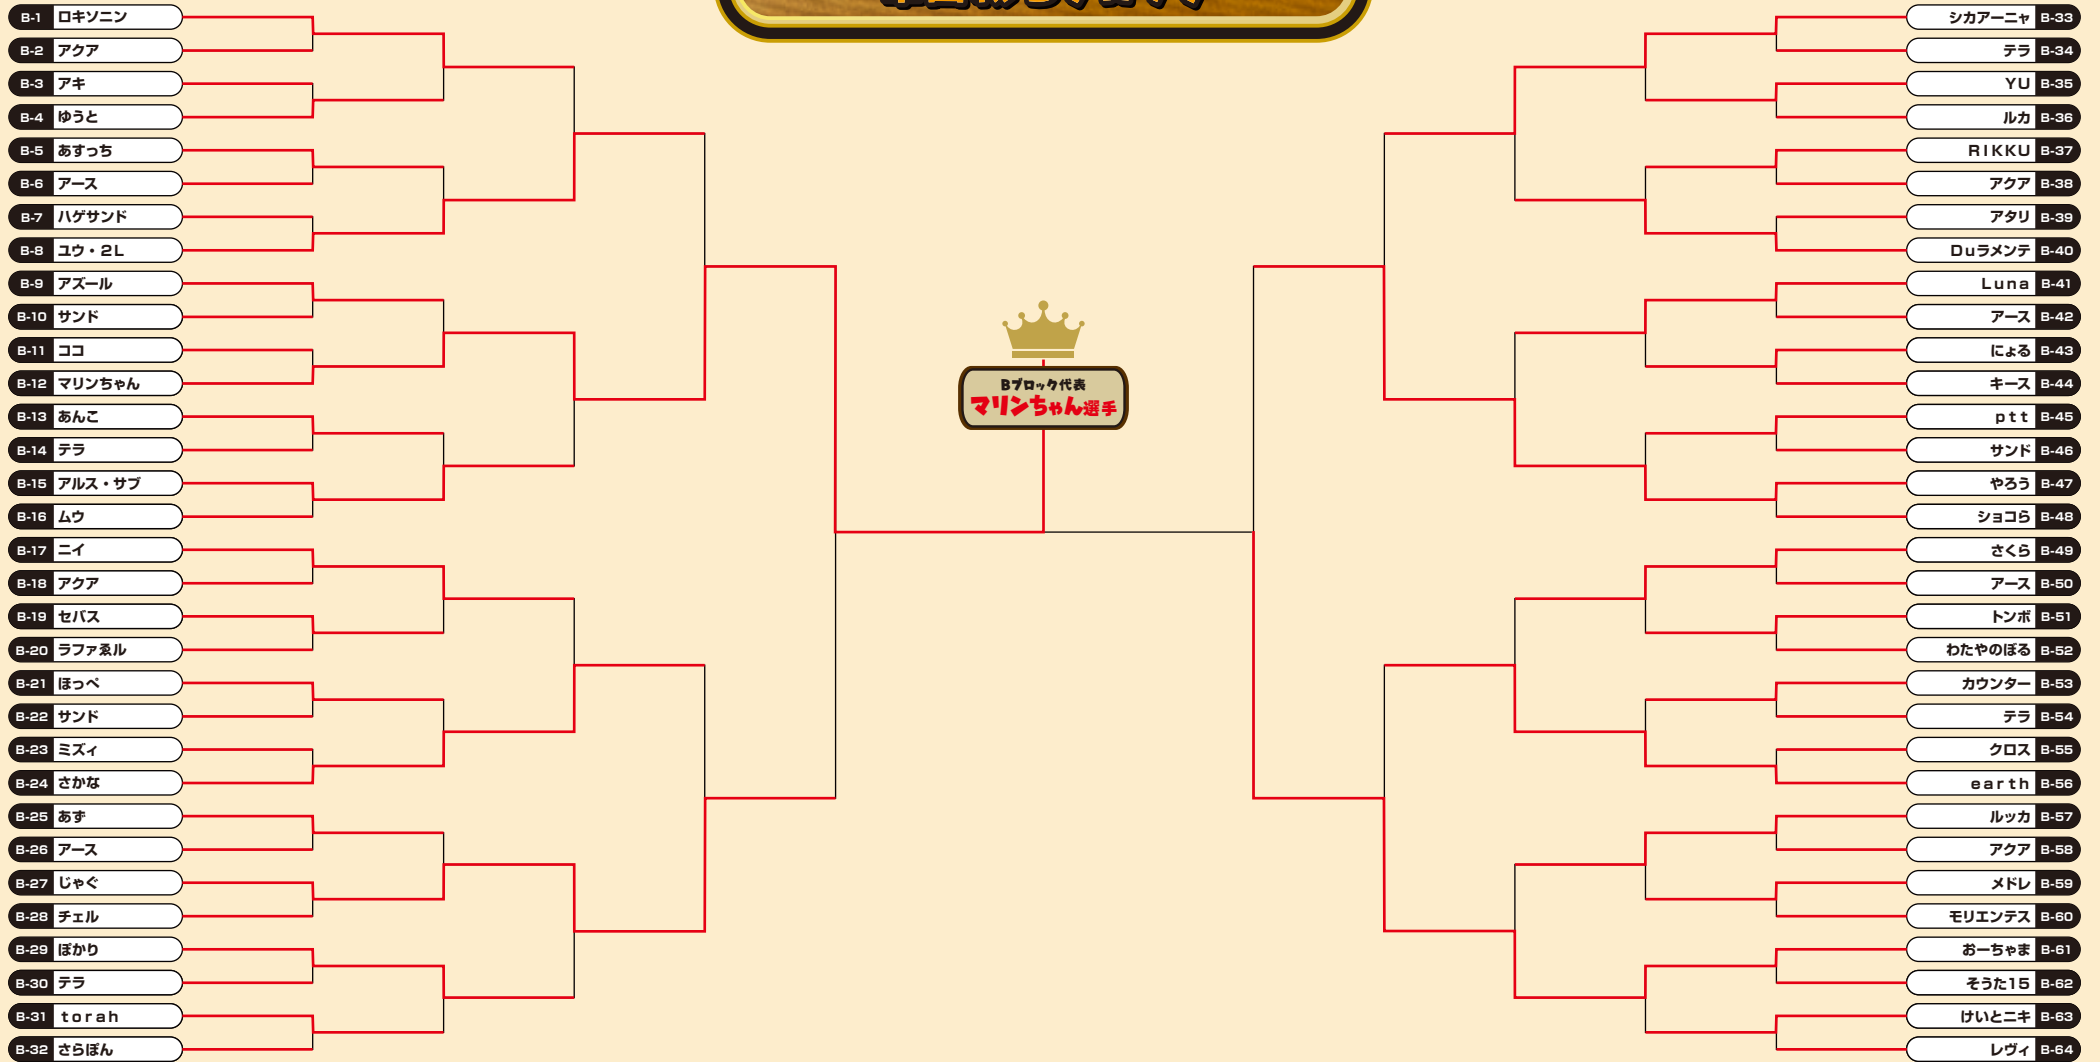 B-1 ロキソニン
B-2 アクア
B-3 アキ
B-4 ゆうと
B-5 あすっち
B-6 アース
B-7 ハゲサンド
B-8 ユウ・2L
B-9 アズール
B-10 サンド
B-11 ココ
B-12 マリンちゃん
B-13 あんこ
B-14 テラ
B-15 アルス・サブ
B-16 ムウ
B-17 ニイ
B-18 アクア
B-19 セバス
B-20 ラファゑル
B-21 ほっぺ
B-22 サンド
B-23 ミズィ
B-24 さかな
B-25 あず
B-26 アース
B-27 じゃぐ
B-28 チェル
B-29 ぽかり
B-30 テラ
B-31 torah
B-32 さらぽん
Bブロック代表
マリンちゃん選手
シカアーニャ B-33
テラ B-34
YU B-35
ルカ B-36
RIKKU B-37
アクア B-38
アタリ B-39
Duラメンテ B-40
Luna B-41
アース B-42
にょる B-43
キース B-44
ptt B-45
サンド B-46
やろう B-47
ショコら B-48
さくら B-49
アース B-50
トンボ B-51
わたやのぼる B-52
カウンター B-53
テラ B-54
クロス B-55
earth B-56
ルッカ B-57
アクア B-58
メドレ B-59
モリエンテス B-60
おーちゃま B-61
そうた15 B-62
けいとニキ B-63
レヴィ B-64